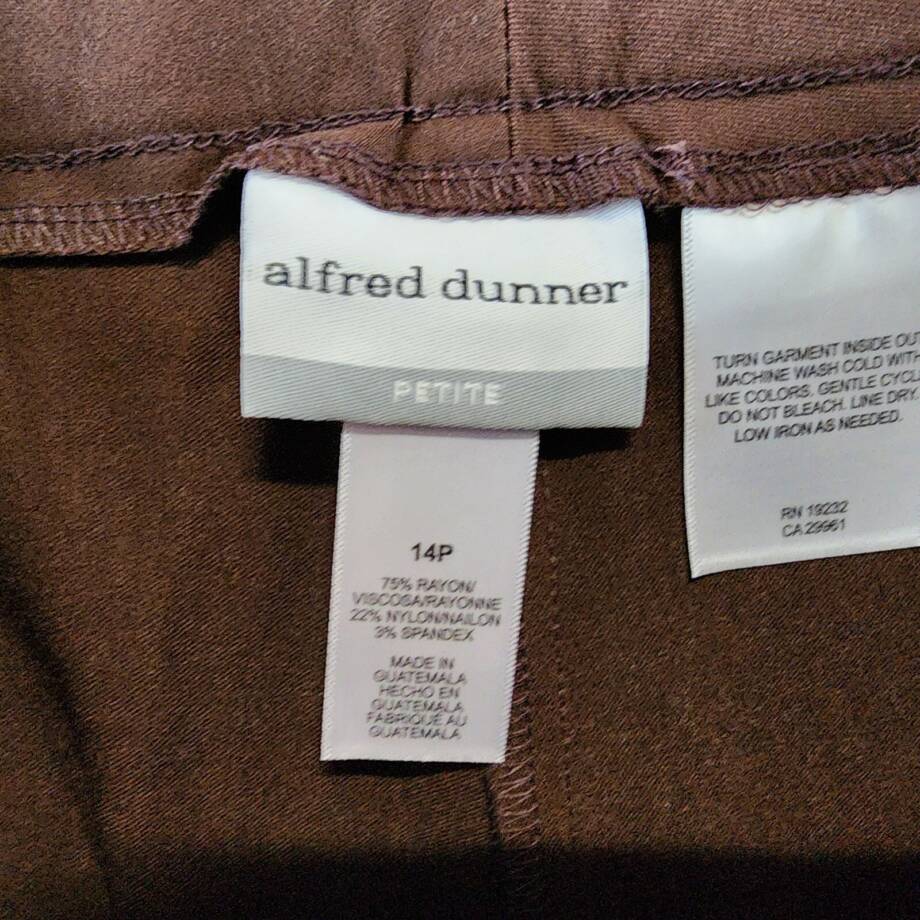 alfred dunner
PETITE
14P
75% RAYON/
VISCOSA/RAYONNE
22% NYLON/NAILON
3% SPANDEX
MADE IN
GUATEMALA
HECHO EN
GUATEMALA
FABRIQUÉ AU
GUATEMALA
TURN GARMENT INSIDE OUT
MACHINE WASH COLD WITH
LIKE COLORS. GENTLE CYCL
DO NOT BLEACH. LINE DRY.
LOW IRON AS NEEDED.
RN 19232
CA 29961